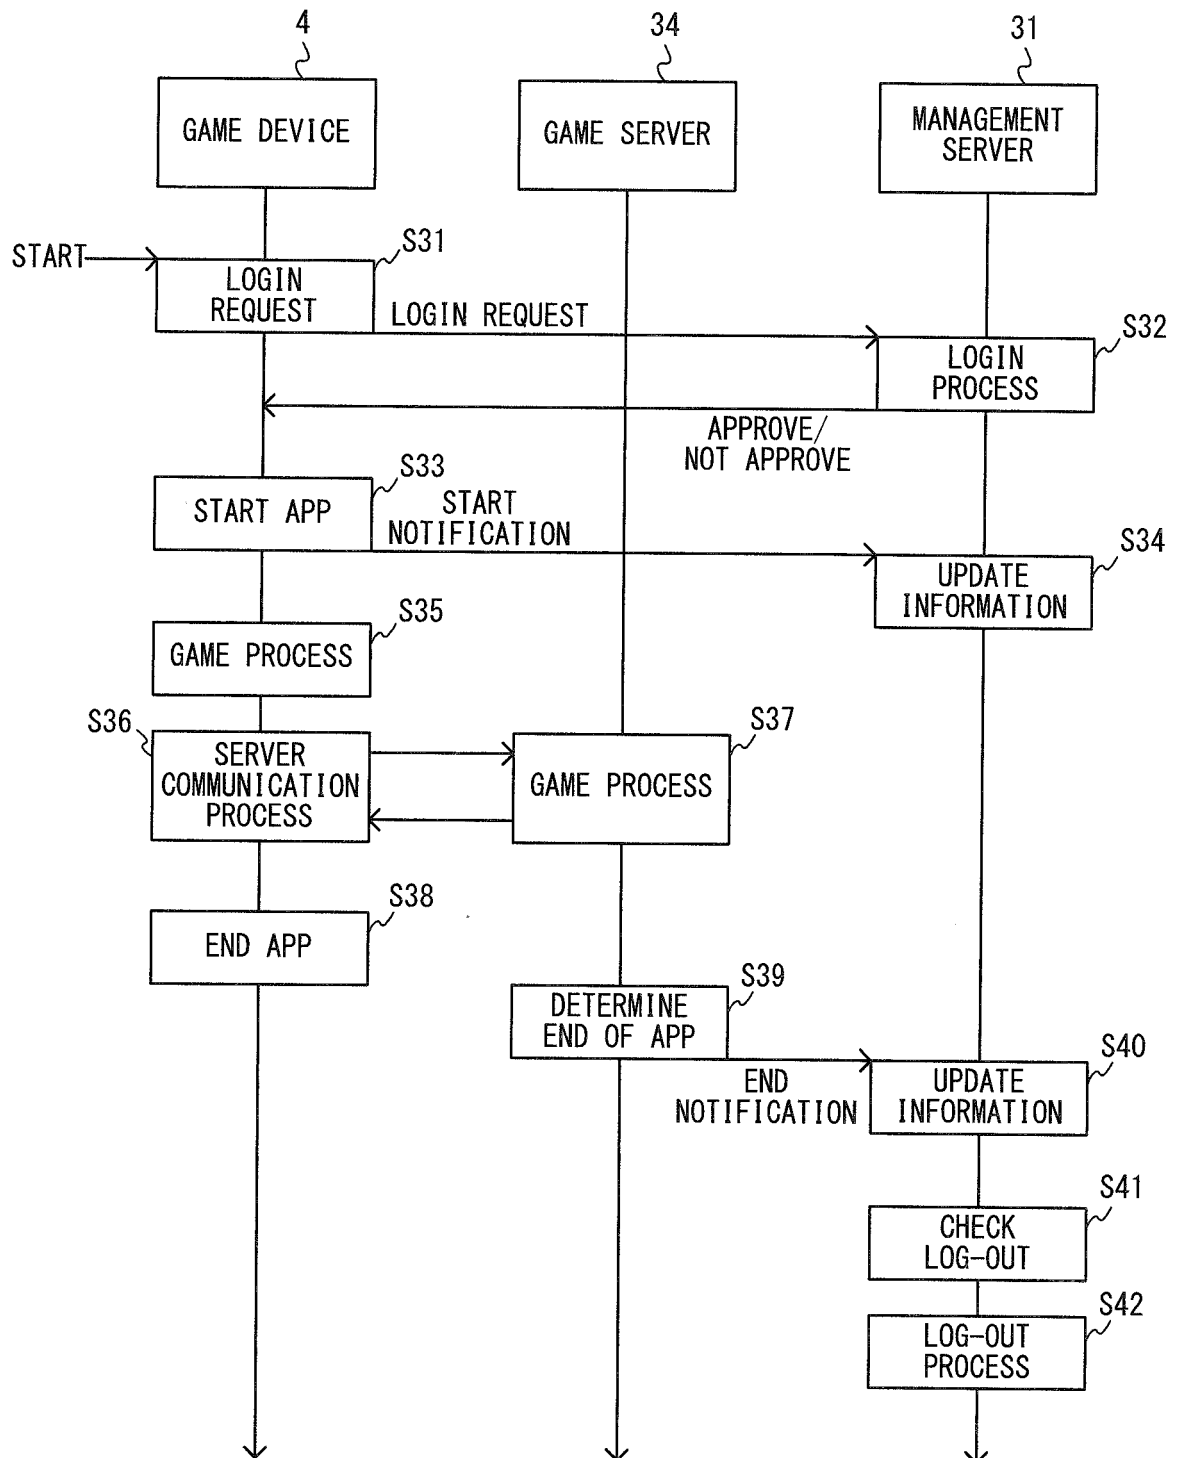 4
34
31
GAME DEVICE
GAME SERVER
MANAGEMENT
SERVER
START
S31
LOGIN
REQUEST
LOGIN REQUEST
S32
LOGIN
PROCESS
APPROVE/
NOT APPROVE
S33
START APP
START
NOTIFICATION
S34
UPDATE
INFORMATION
S35
GAME PROCESS
S36
SERVER
COMMUNICATION
PROCESS
S37
GAME PROCESS
S38
END APP
S39
DETERMINE
END OF APP
END
NOTIFICATION
S40
UPDATE
INFORMATION
S41
CHECK
LOG-OUT
S42
LOG-OUT
PROCESS